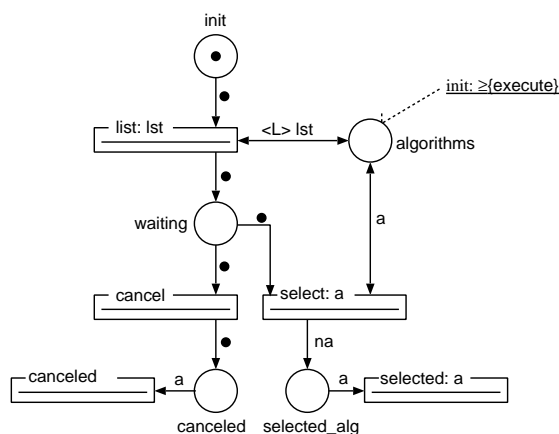 init
init: ≥{execute}
list: lst
<L> lst
algorithms
waiting
a
cancel
select: a
na
canceled
a
a
selected: a
canceled
selected_alg